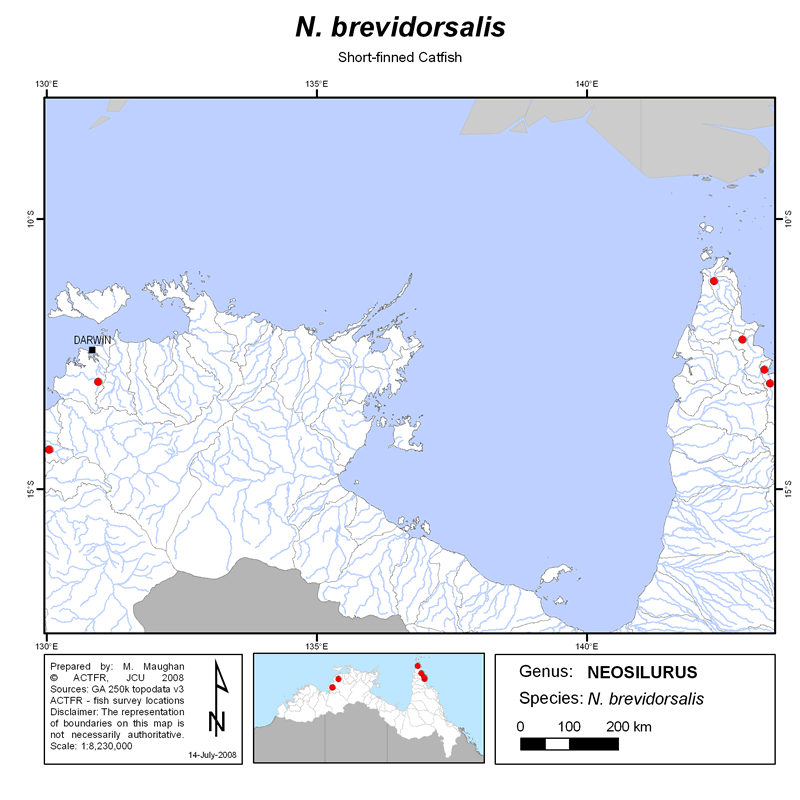 N. brevidorsalis
Short-finned Catfish
130°E
135°E
140°E
10°S
10°S
DARWIN
15°S
15°S
130°E
135°E
140°E
Prepared by: M. Maughan
© ACTFR, JCU 2008
Sources: GA 250k topodata v3
ACTFR - fish survey locations
Disclaimer: The representation
of boundaries on this map is
not necessarily authoritative.
Scale: 1:8,230,000
N
14-July-2008
Genus: NEOSILURUS
Species: N. brevidorsalis
0 100 200 km